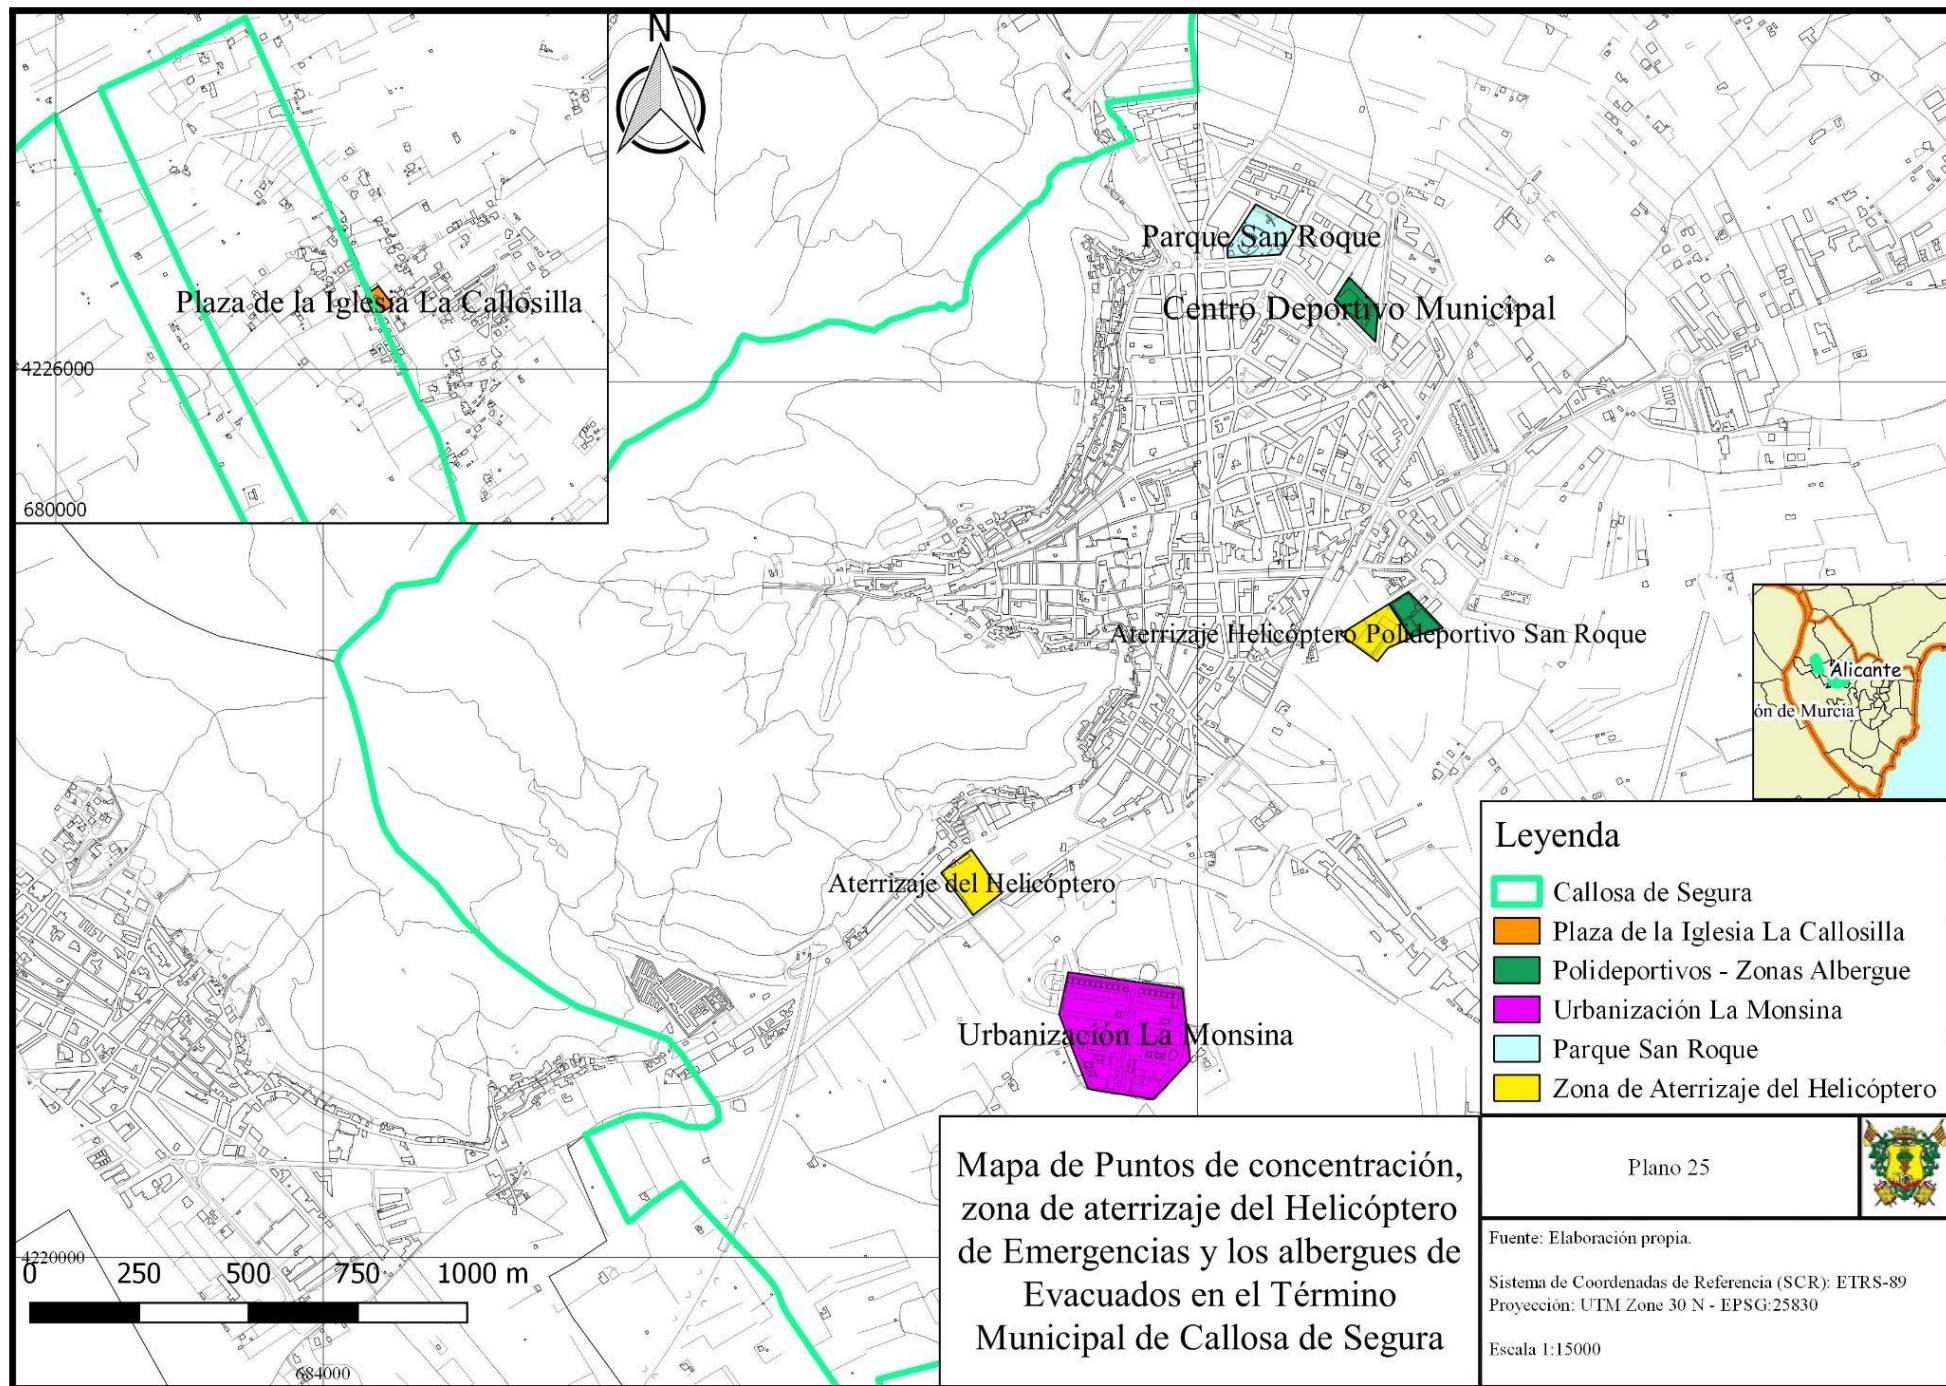 N
Plaza de la Iglesia La Callosilla
4226000
680000
Parque San Roque
Centro Deportivo Municipal
Aterrizaje Helicóptero Polideportivo San Roque
Alicante
ón de Murcia
Aterrizaje del Helicóptero
Urbanización La Monsina
Leyenda
Callosa de Segura
Plaza de la Iglesia La Callosilla
Polideportivos - Zonas Albergue
Urbanización La Monsina
Parque San Roque
Zona de Aterrizaje del Helicóptero
Mapa de Puntos de concentración,
zona de aterrizaje del Helicóptero
de Emergencias y los albergues de
Evacuados en el Término
Municipal de Callosa de Segura
Plano 25
Fuente: Elaboración propia.
Sistema de Coordenadas de Referencia (SCR): ETRS-89
Proyección: UTM Zone 30 N - EPSG:25830
Escala 1:15000
4220000
0 250 500 750 1000 m
684000